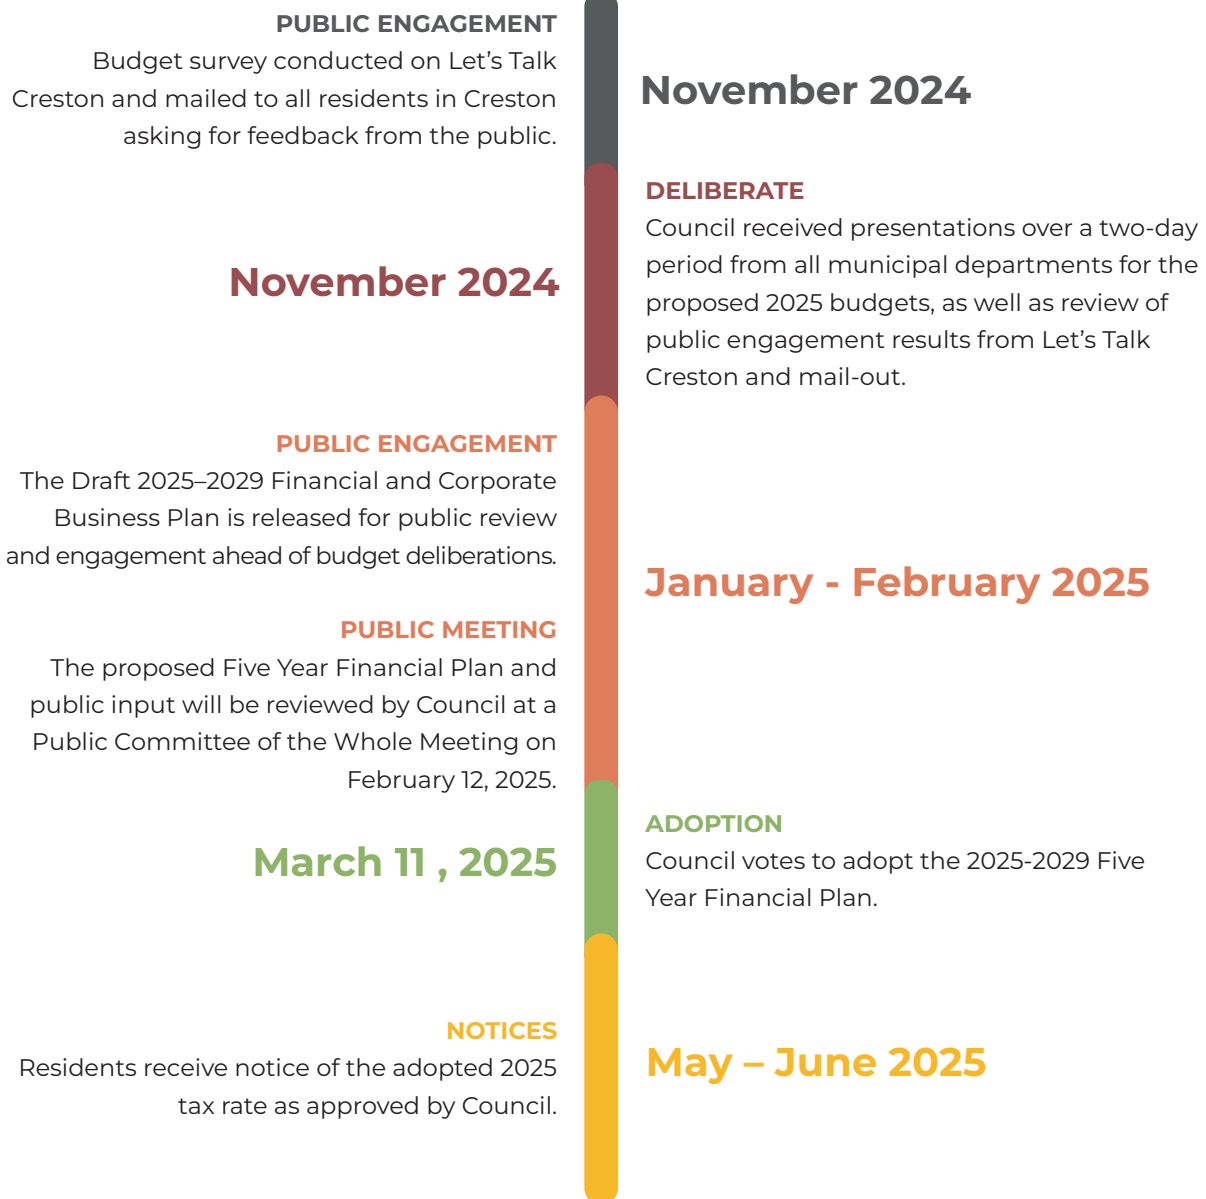 PUBLIC ENGAGEMENT
Budget survey conducted on Let’s Talk
Creston and mailed to all residents in Creston
asking for feedback from the public.
November 2024
November 2024
DELIBERATE
Council received presentations over a two-day
period from all municipal departments for the
proposed 2025 budgets, as well as review of
public engagement results from Let’s Talk
Creston and mail-out.
PUBLIC ENGAGEMENT
The Draft 2025–2029 Financial and Corporate
Business Plan is released for public review
and engagement ahead of budget deliberations.
January - February 2025
PUBLIC MEETING
The proposed Five Year Financial Plan and
public input will be reviewed by Council at a
Public Committee of the Whole Meeting on
February 12, 2025.
March 11 , 2025
ADOPTION
Council votes to adopt the 2025-2029 Five
Year Financial Plan.
NOTICES
Residents receive notice of the adopted 2025
tax rate as approved by Council.
May – June 2025